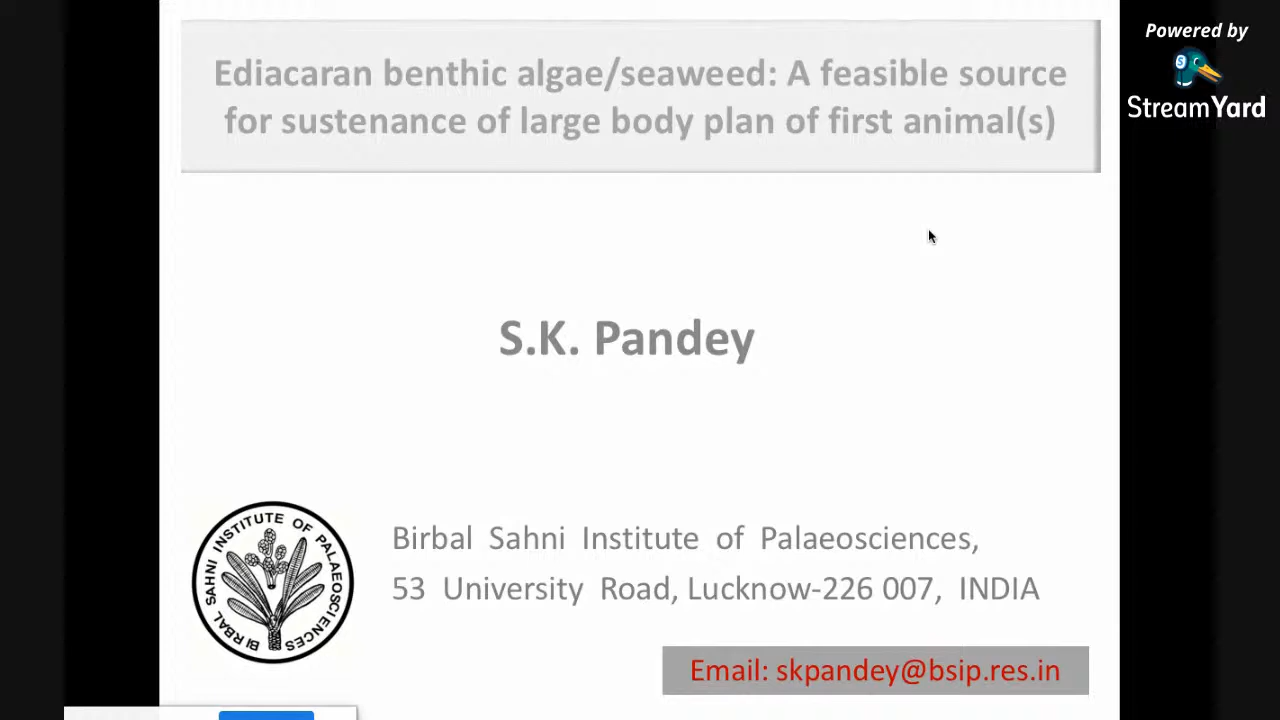 Powered by
StreamYard
Ediacaran benthic algae/seaweed: A feasible source
for sustenance of large body plan of first animal(s)
S.K. Pandey
BIRBAL SAHNI INSTITUTE OF PALAEOSCIENCES
Birbal Sahni Institute of Palaeosciences,
53 University Road, Lucknow-226 007, INDIA
Email: skpandey@bsip.res.in